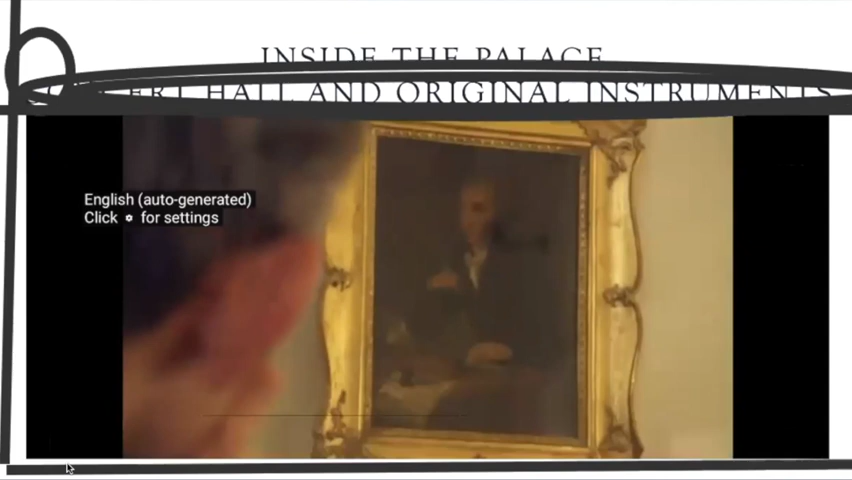 INSIDE THE PALACE
HALL AND ORIGINAL INSTRUMENTS
English (auto-generated)
Click for settings